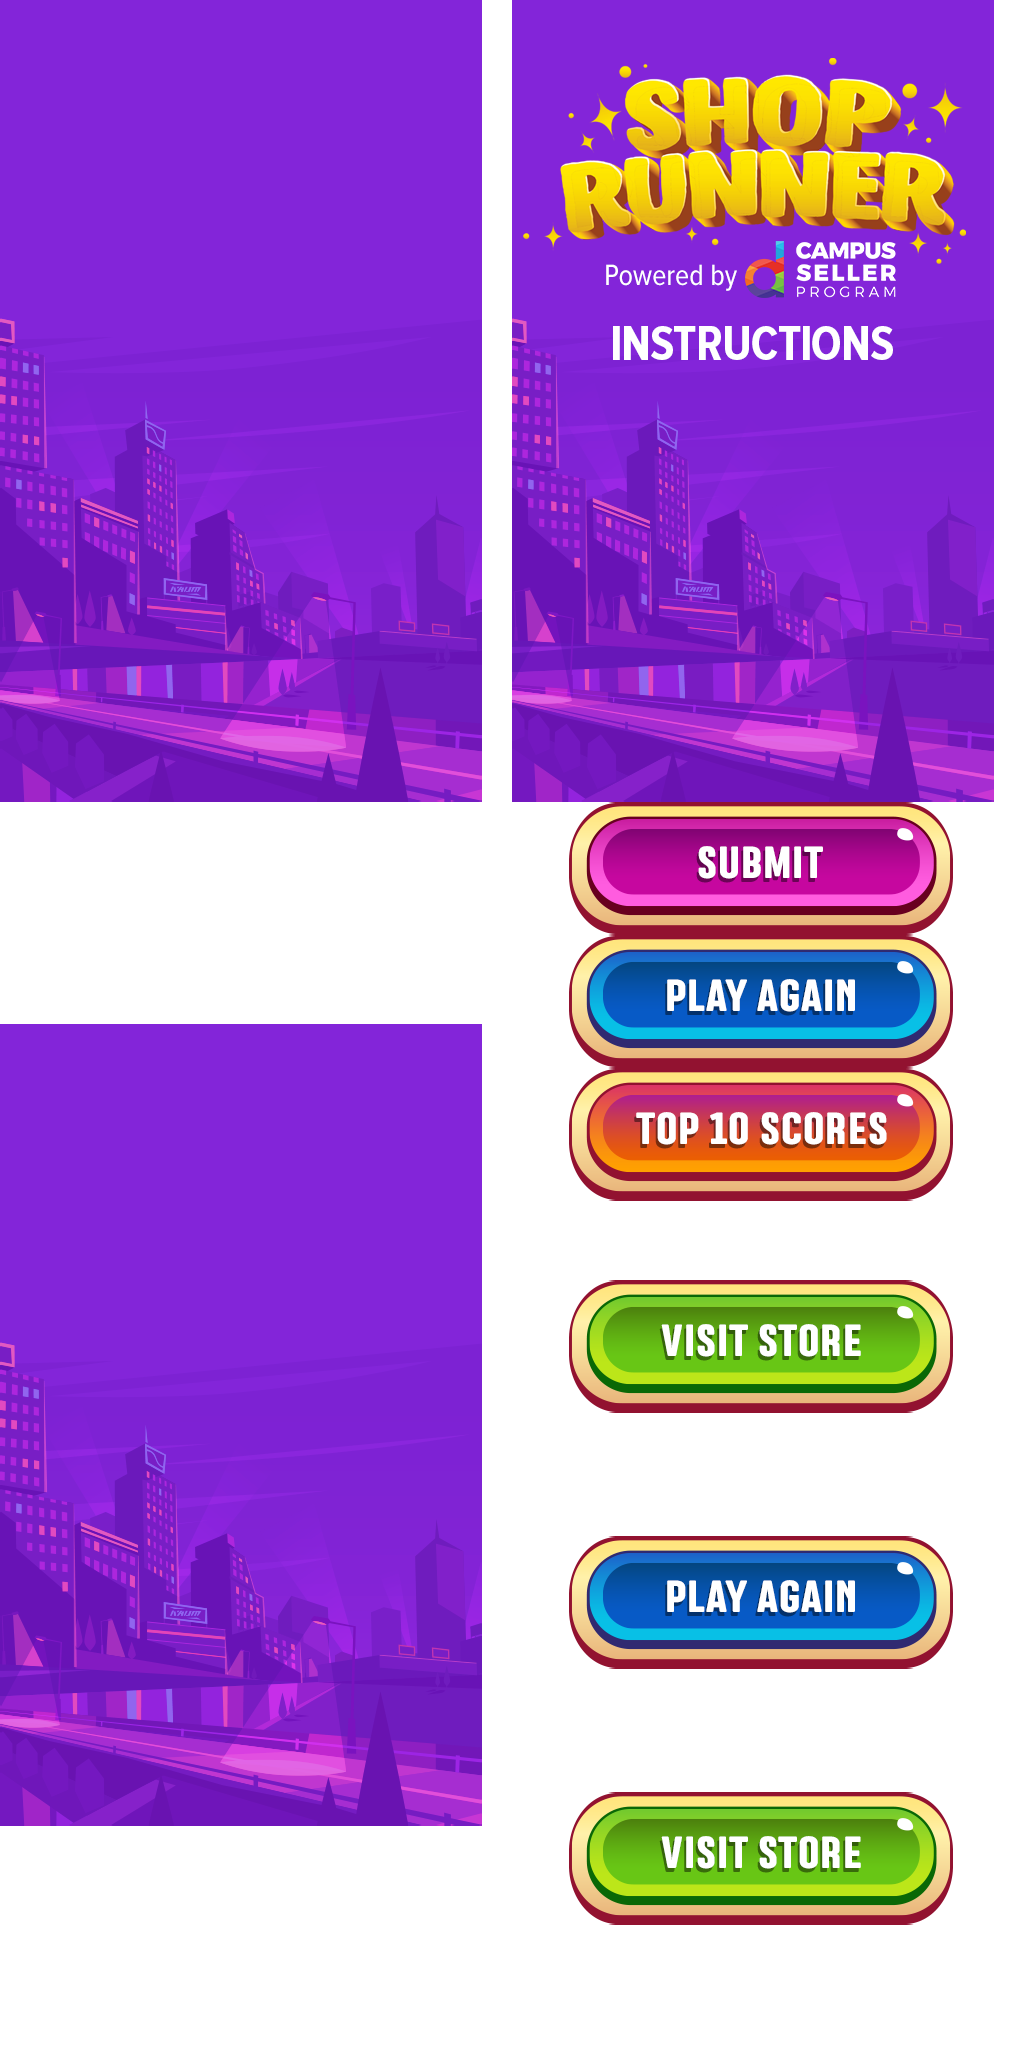 SHOP
RUNNER
Powered by d CAMPUS
SELLER
PROGRAM
INSTRUCTIONS
SUBMIT
PLAY AGAIN
TOP 10 SCORES
VISIT STORE
PLAY AGAIN
VISIT STORE